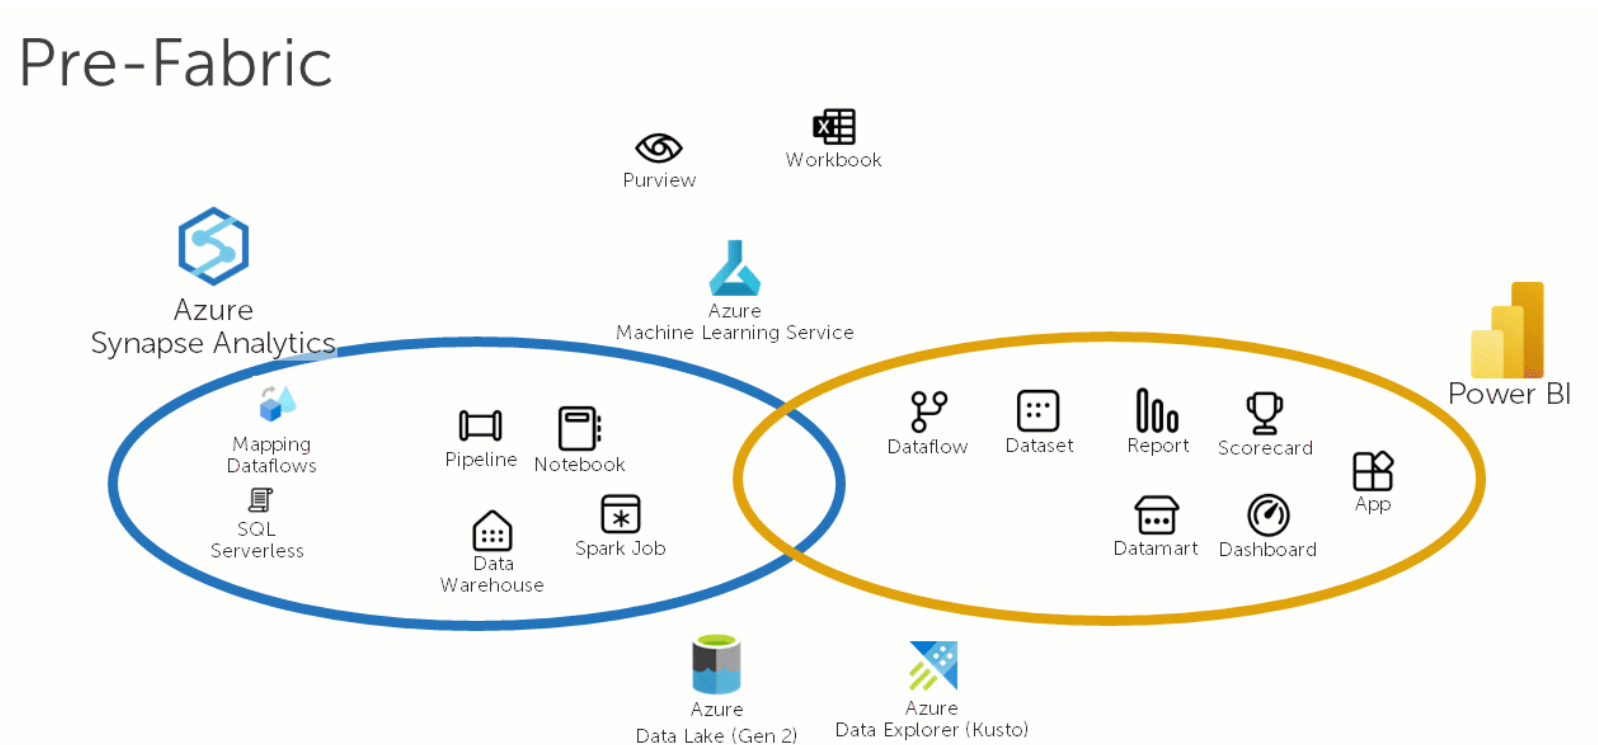 Pre-Fabric
Workbook
Purview
Azure
Synapse Analytics
Azure
Machine Learning Service
Power BI
Mapping
Dataflows
Pipeline
Notebook
SQL
Serverless
Data
Warehouse
Spark Job
Dataflow
Dataset
Report
Scorecard
App
Datamart
Dashboard
Azure
Data Lake (Gen 2)
Azure
Data Explorer (Kusto)